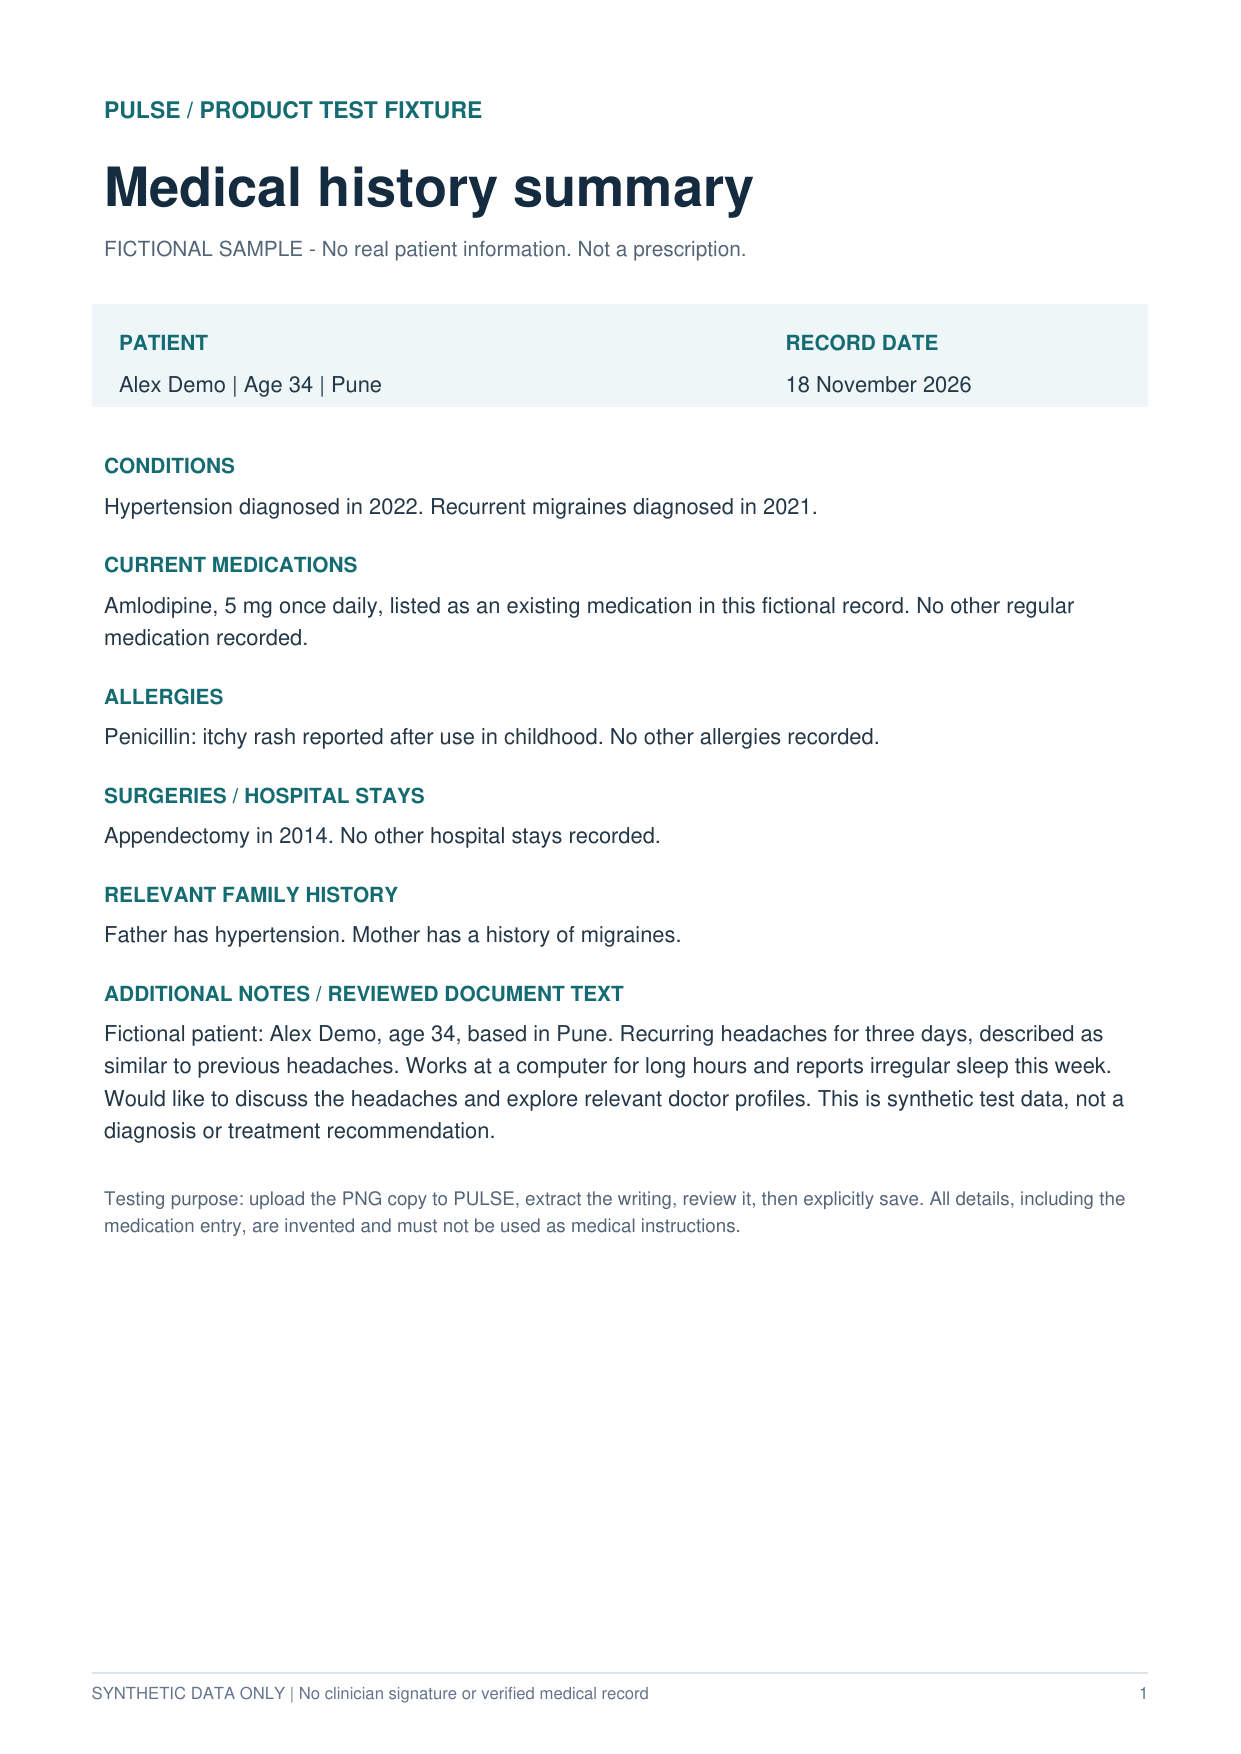 PULSE / PRODUCT TEST FIXTURE
Medical history summary
FICTIONAL SAMPLE - No real patient information. Not a prescription.
PATIENT
Alex Demo | Age 34 | Pune
RECORD DATE
18 November 2026
CONDITIONS
Hypertension diagnosed in 2022. Recurrent migraines diagnosed in 2021.
CURRENT MEDICATIONS
Amlodipine, 5 mg once daily, listed as an existing medication in this fictional record. No other regular
medication recorded.
ALLERGIES
Penicillin: itchy rash reported after use in childhood. No other allergies recorded.
SURGERIES / HOSPITAL STAYS
Appendectomy in 2014. No other hospital stays recorded.
RELEVANT FAMILY HISTORY
Father has hypertension. Mother has a history of migraines.
ADDITIONAL NOTES / REVIEWED DOCUMENT TEXT
Fictional patient: Alex Demo, age 34, based in Pune. Recurring headaches for three days, described as
similar to previous headaches. Works at a computer for long hours and reports irregular sleep this week.
Would like to discuss the headaches and explore relevant doctor profiles. This is synthetic test data, not a
diagnosis or treatment recommendation.
Testing purpose: upload the PNG copy to PULSE, extract the writing, review it, then explicitly save. All details, including the
medication entry, are invented and must not be used as medical instructions.
SYNTHETIC DATA ONLY | No clinician signature or verified medical record
1